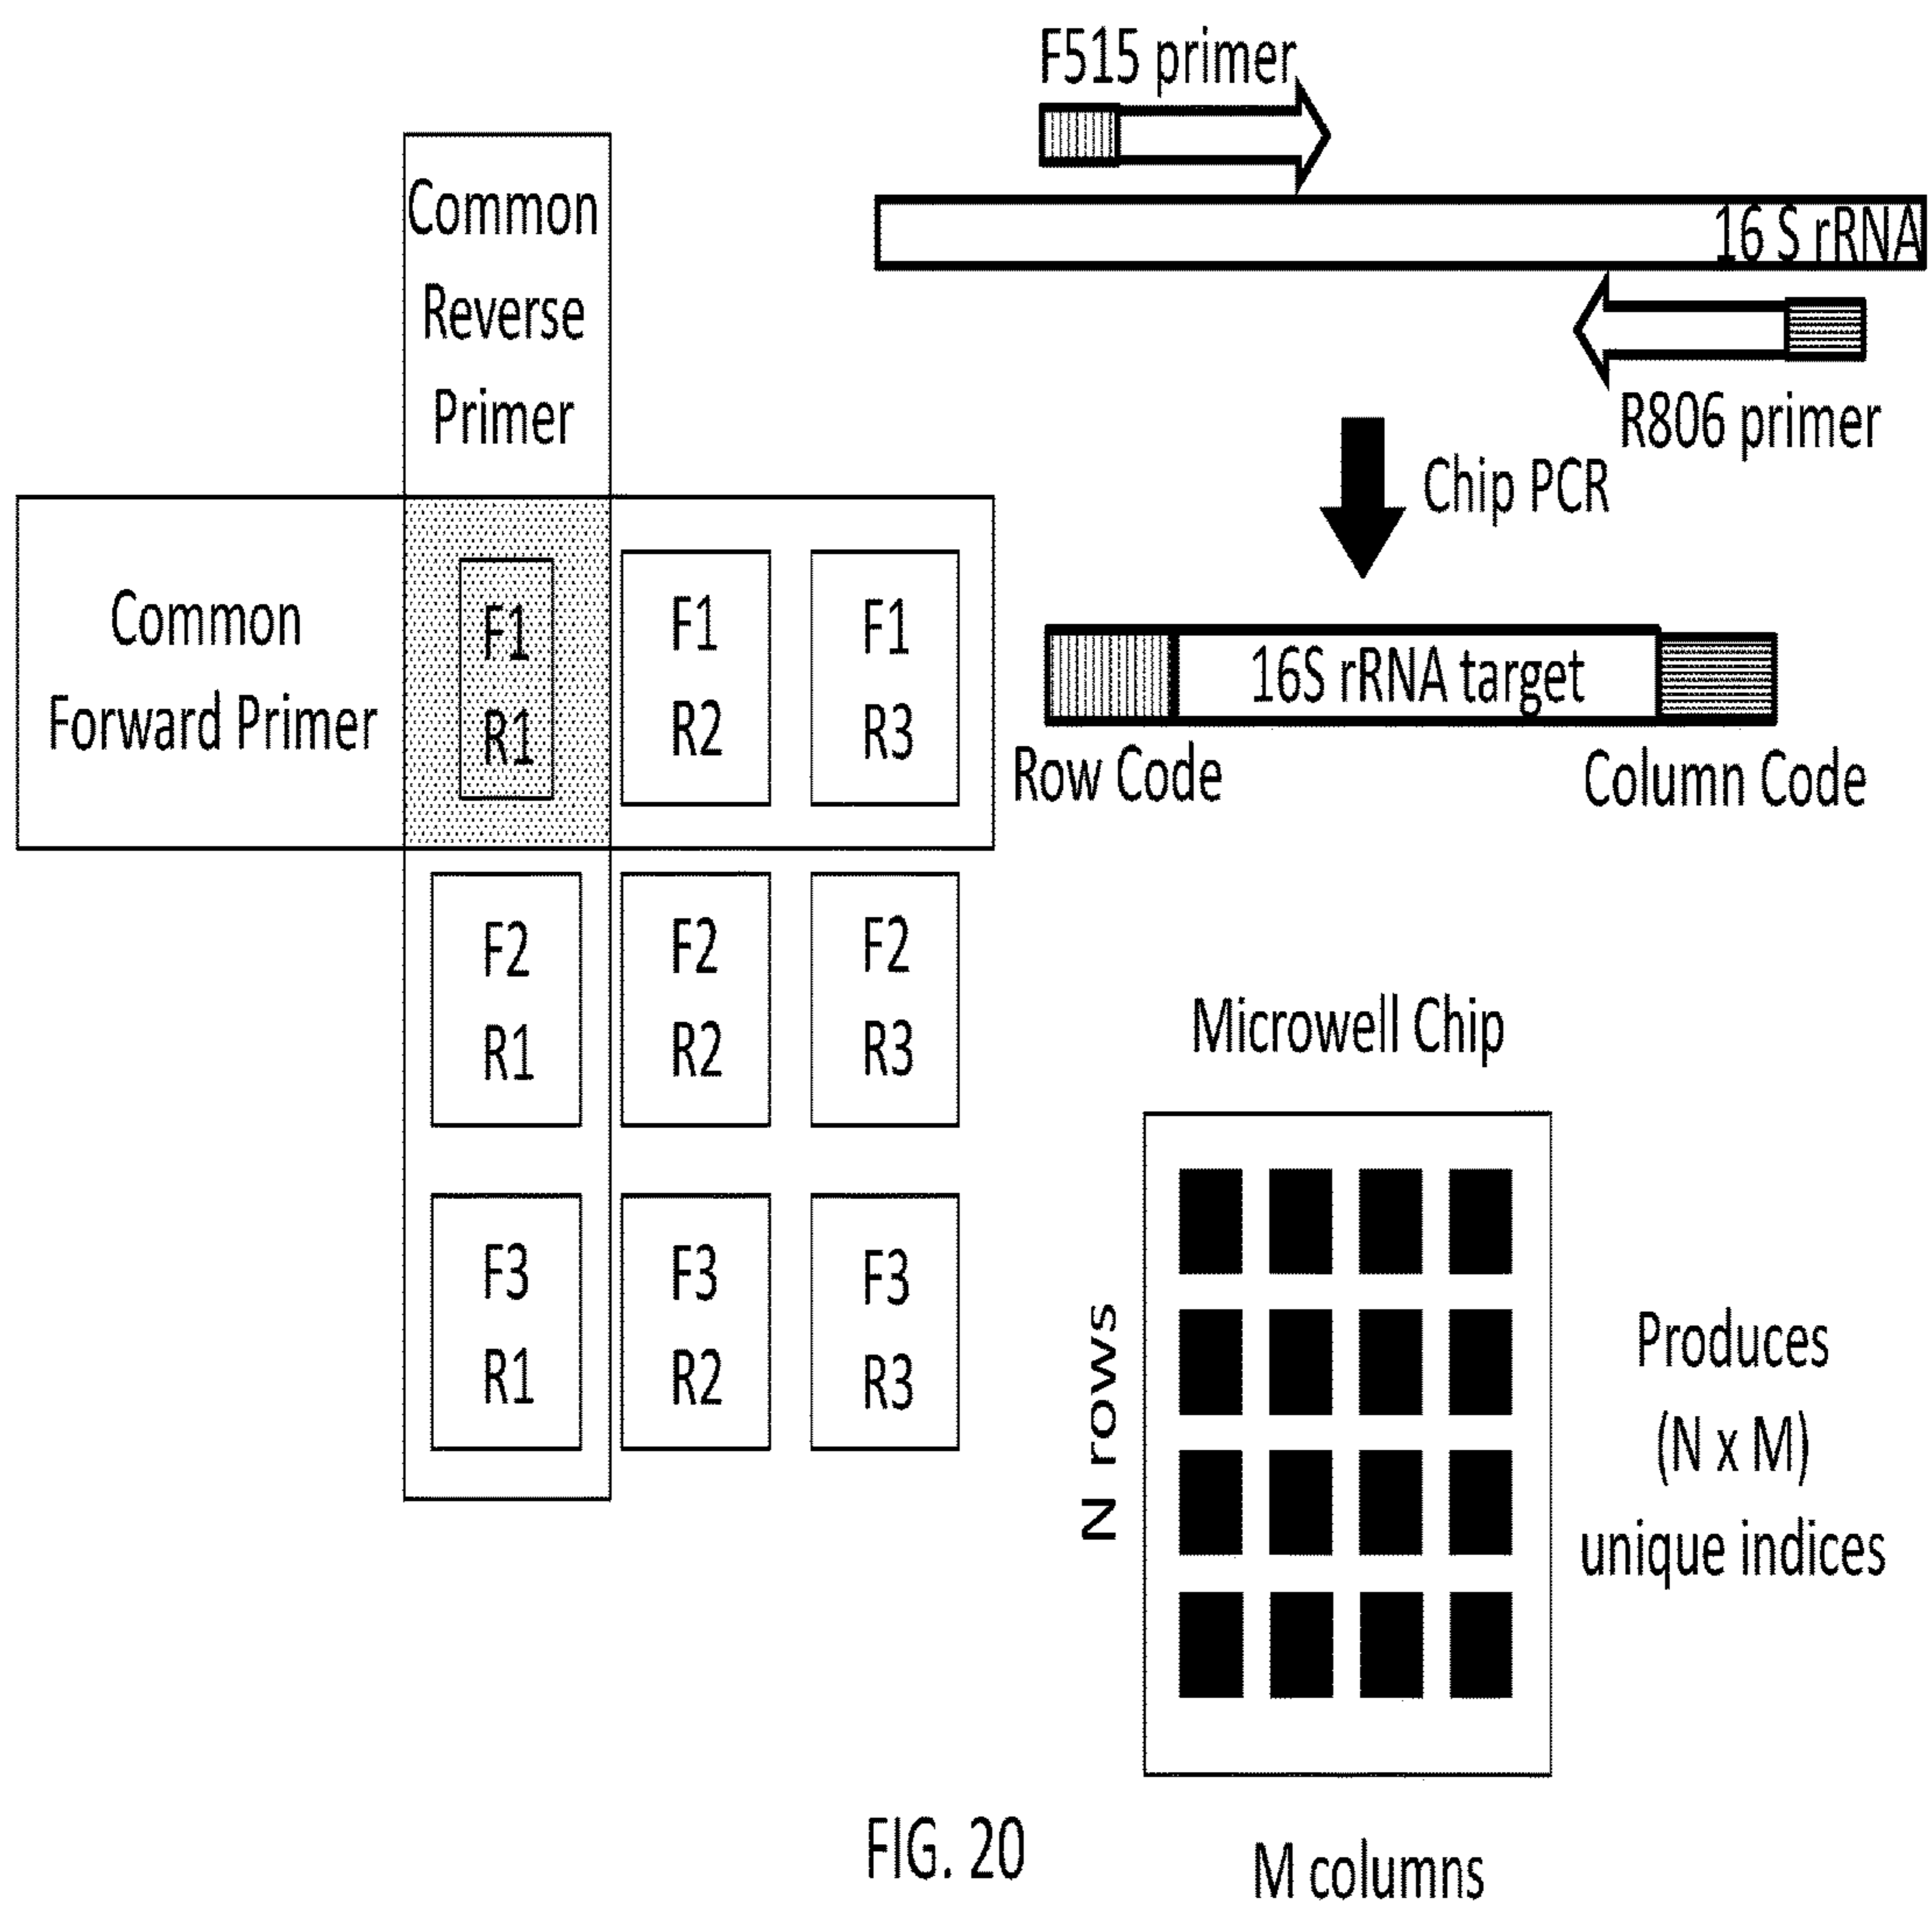 F515 primer
16 S rRNA
R806 primer
Chip PCR
16S rRNA target
Row Code
Column Code
Common
Reverse
Primer
Common
Forward Primer
F1
R1
F1
R2
F1
R3
F2
R1
F2
R2
F2
R3
F3
R1
F3
R2
F3
R3
Microwell Chip
N rows
M columns
Produces
(N x M)
unique indices
FIG. 20